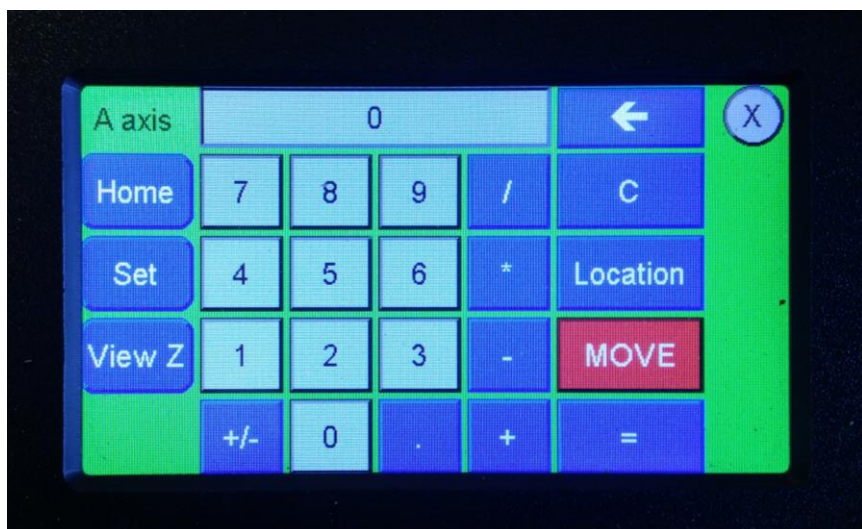 A axis 0 ← X
Home 7 8 9 / C
Set 4 5 6 * Location
View Z 1 2 3 - MOVE
+/- 0 . + =